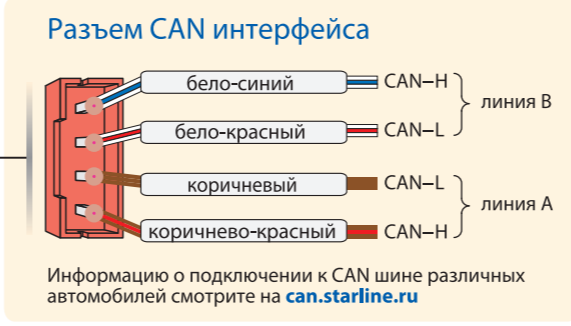 Разъем CAN интерфейса
бело-синий CAN–H
линия B
бело-красный CAN–L
коричневый CAN–L
линия A
коричнево-красный CAN–H
Информацию о подключении к CAN шине различных
автомобилей смотрите на can.starline.ru